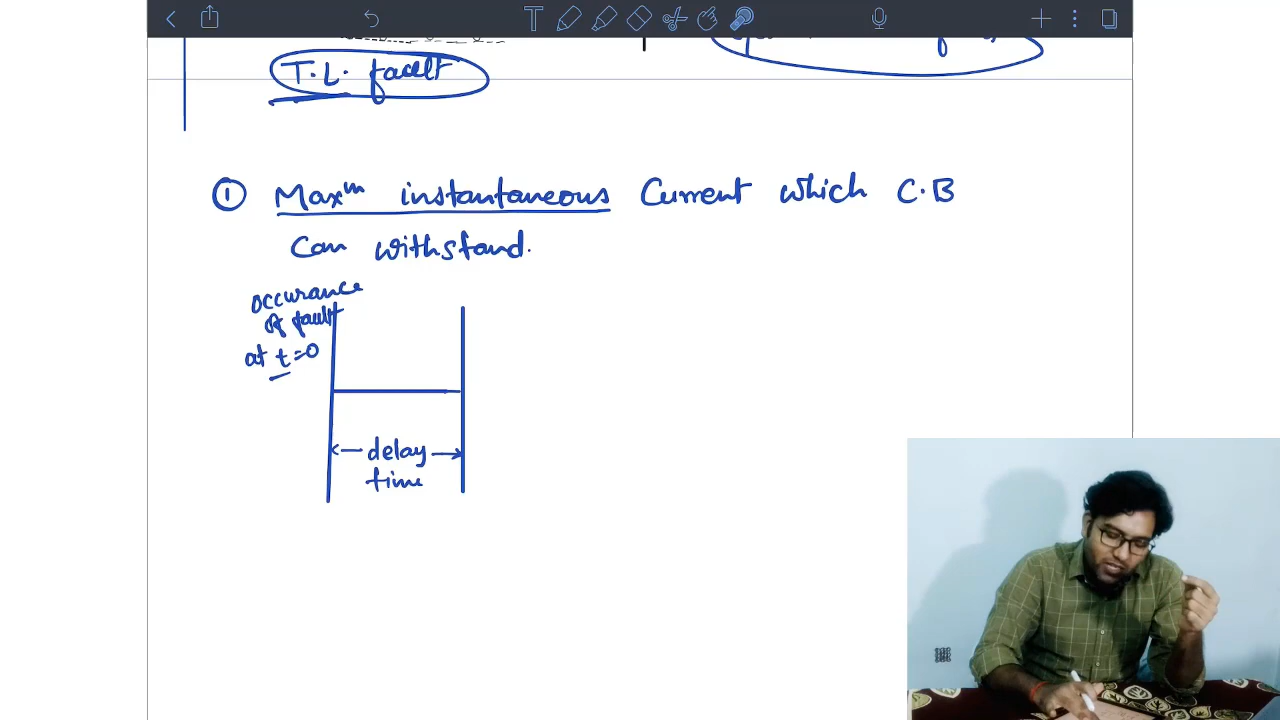 T.L. fault
① Maxᵐ instantaneous Current which C.B
Can withstand.
occurance
of fault
at t=0
delay
time